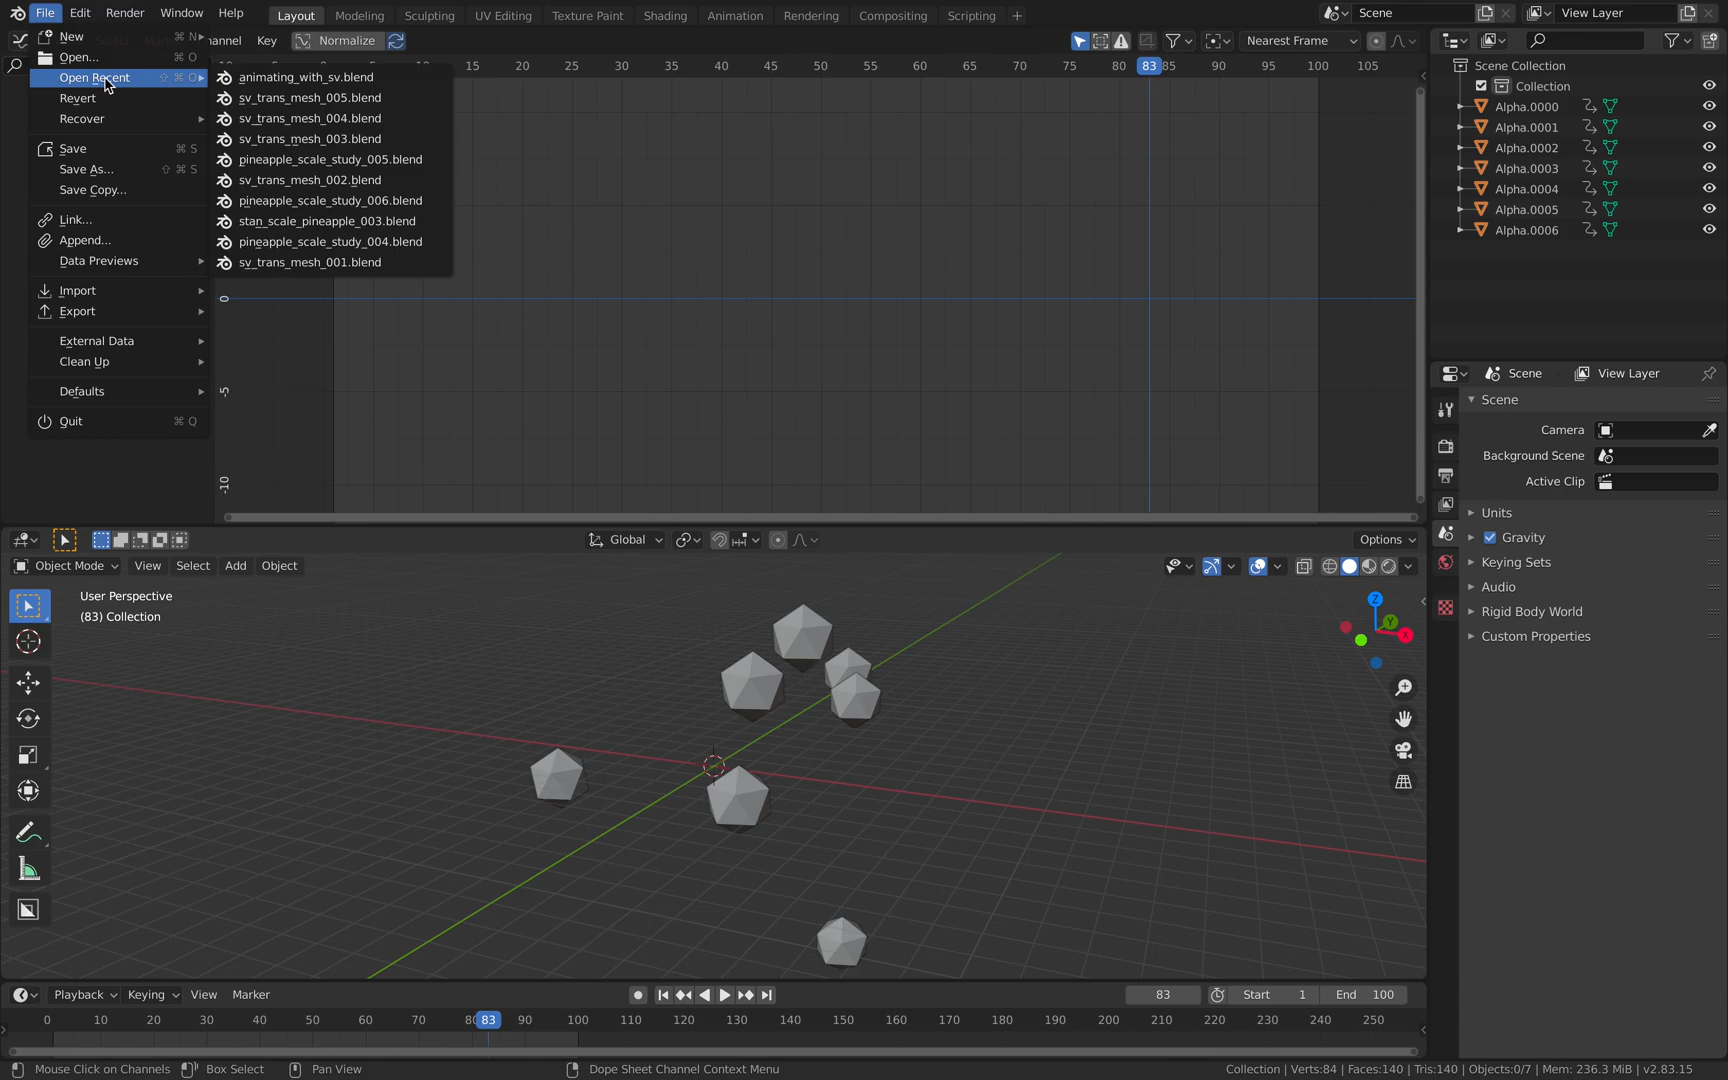 File Edit Render Window Help Layout Modeling Sculpting UV Editing Texture Paint Shading Animation Rendering Compositing Scripting + Scene View Layer
Channel Key Normalize Nearest Frame
New ⌘ N
Open... ⌘ O
Open Recent ⇧ ⌘ O
Revert
Recover
Save ⌘ S
Save As... ⇧ ⌘ S
Save Copy...
Link...
Append...
Data Previews
Import
Export
External Data
Clean Up
Defaults
Quit ⌘ Q
animating_with_sv.blend
sv_trans_mesh_005.blend
sv_trans_mesh_004.blend
sv_trans_mesh_003.blend
pineapple_scale_study_005.blend
sv_trans_mesh_002.blend
pineapple_scale_study_006.blend
stan_scale_pineapple_003.blend
pineapple_scale_study_004.blend
sv_trans_mesh_001.blend
15 20 25 30 35 40 45 50 55 60 65 70 75 80 83 85 90 95 100 105
0
-5
-10
Scene Collection
Collection
Alpha.0000
Alpha.0001
Alpha.0002
Alpha.0003
Alpha.0004
Alpha.0005
Alpha.0006
Scene View Layer
Scene
Camera
Background Scene
Active Clip
Units
Gravity
Keying Sets
Audio
Rigid Body World
Custom Properties
Global Options
Object Mode View Select Add Object
User Perspective
(83) Collection
Z
Y
X
Playback Keying View Marker 83 Start 1 End 100
0 10 20 30 40 50 60 70 83 90 100 110 120 130 140 150 160 170 180 190 200 210 220 230 240 250
Mouse Click on Channels Box Select Pan View Dope Sheet Channel Context Menu Collection | Verts:84 | Faces:140 | Tris:140 | Objects:0/7 | Mem: 236.3 MiB | v2.83.15